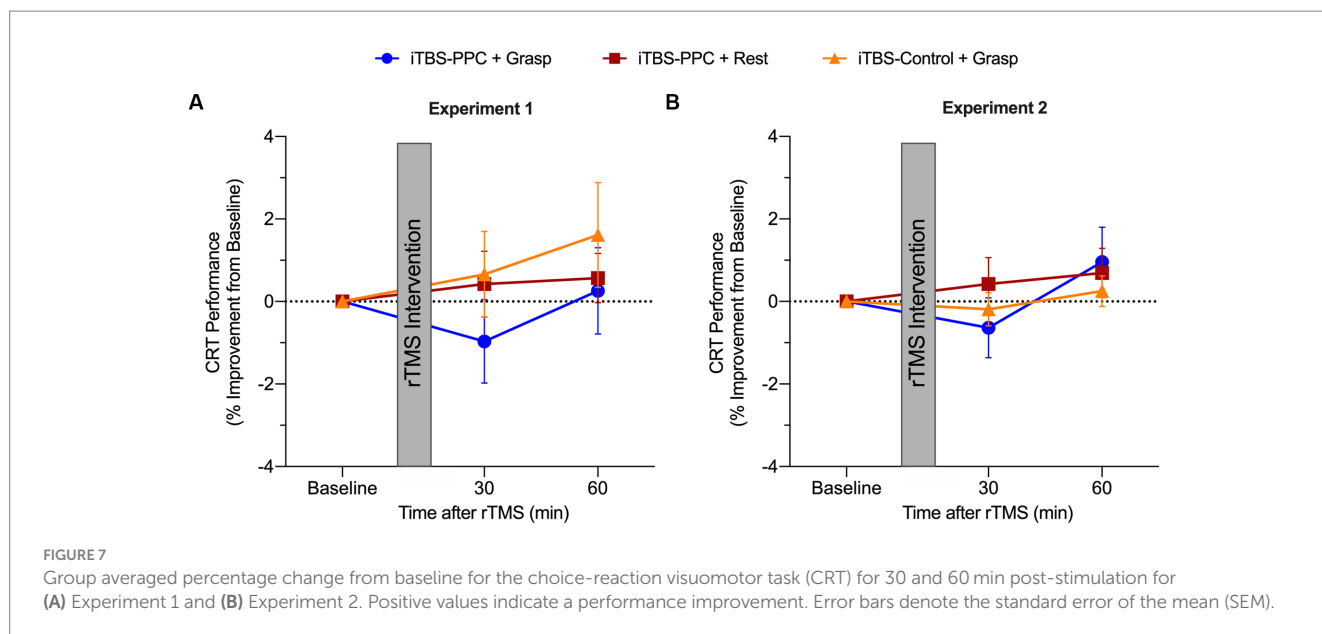 iTBS-PPC + Grasp iTBS-PPC + Rest iTBS-Control + Grasp
A
Experiment 1
CRT Performance
(% Improvement from Baseline)
4
2
0
-2
-4
rTMS Intervention
Baseline 30 60
Time after rTMS (min)
B
Experiment 2
CRT Performance
(% Improvement from Baseline)
4
2
0
-2
-4
rTMS Intervention
Baseline 30 60
Time after rTMS (min)
FIGURE 7
Group averaged percentage change from baseline for the choice-reaction visuomotor task (CRT) for 30 and 60 min post-stimulation for
(A) Experiment 1 and (B) Experiment 2. Positive values indicate a performance improvement. Error bars denote the standard error of the mean (SEM).